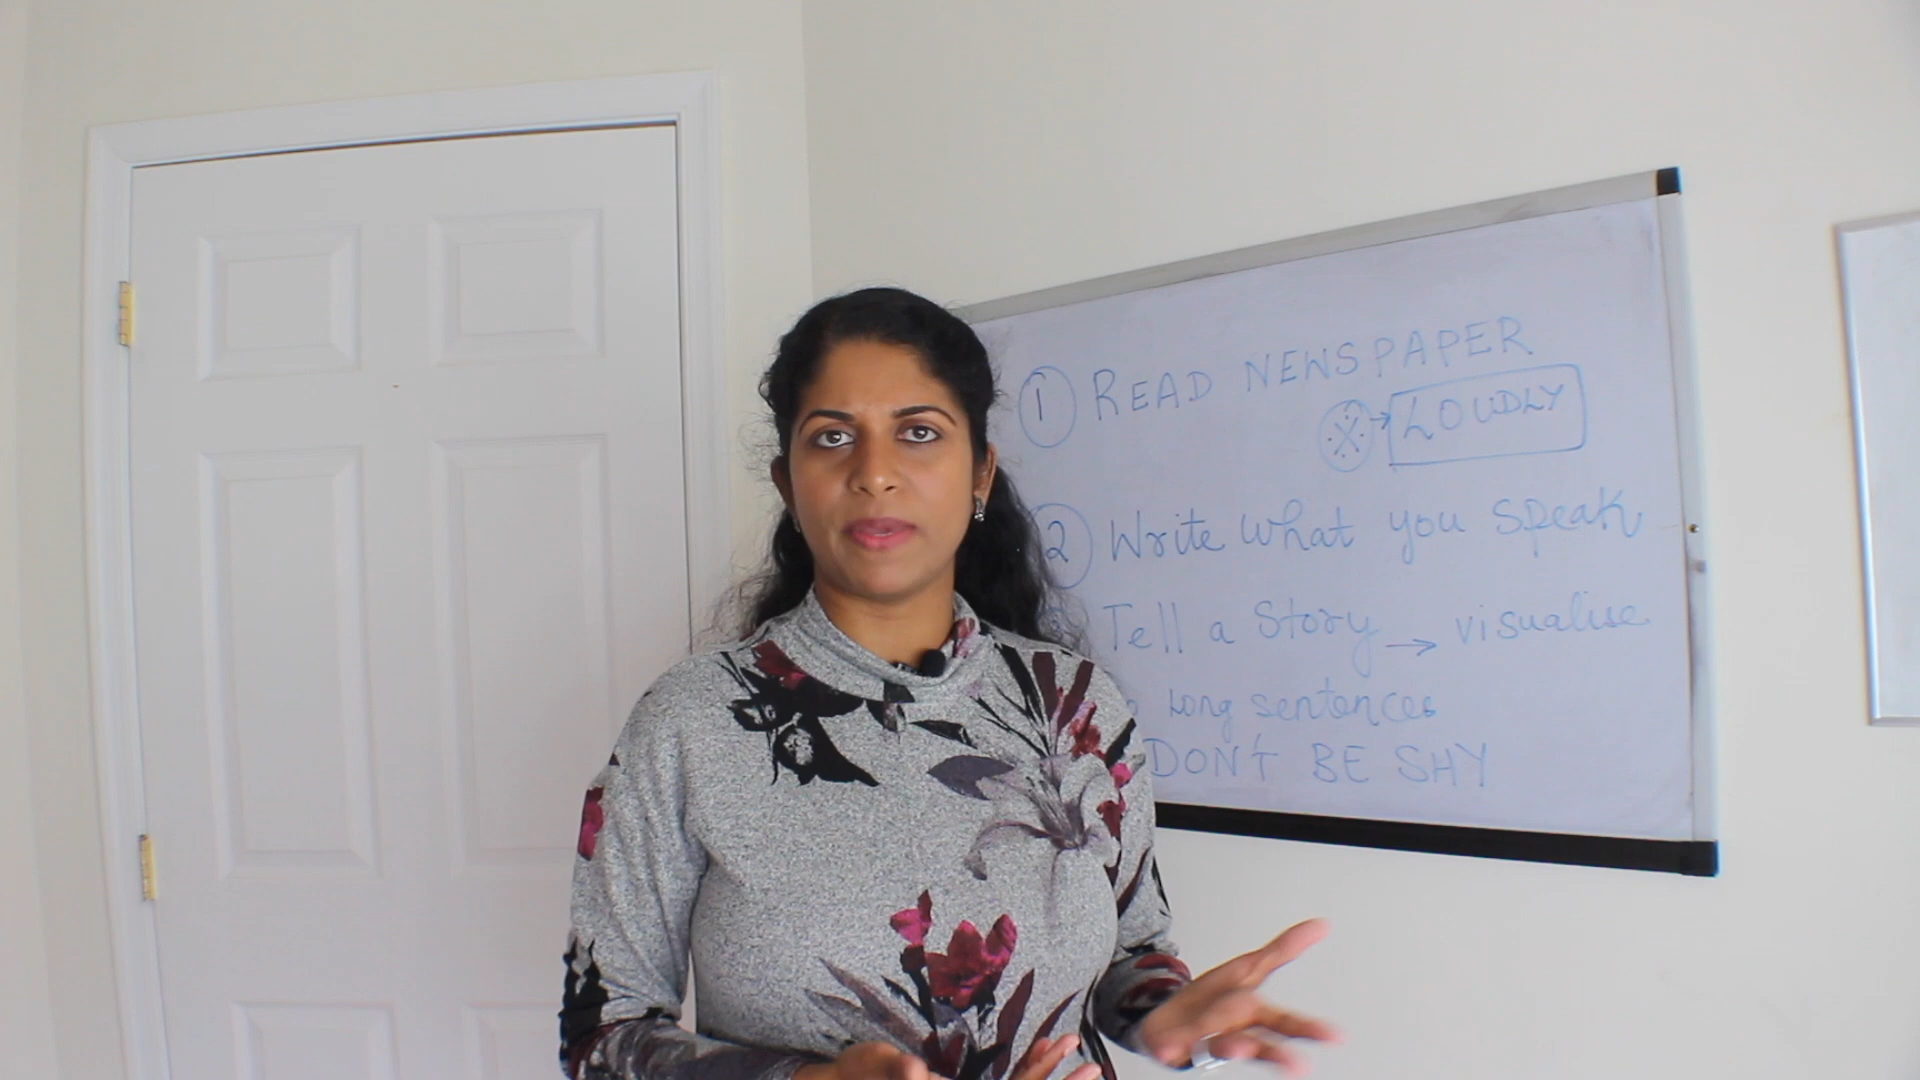 1 READ NEWSPAPER
X → LOUDLY
2 Write what you speak
Tell a story → visualise
long sentences
DON'T BE SHY